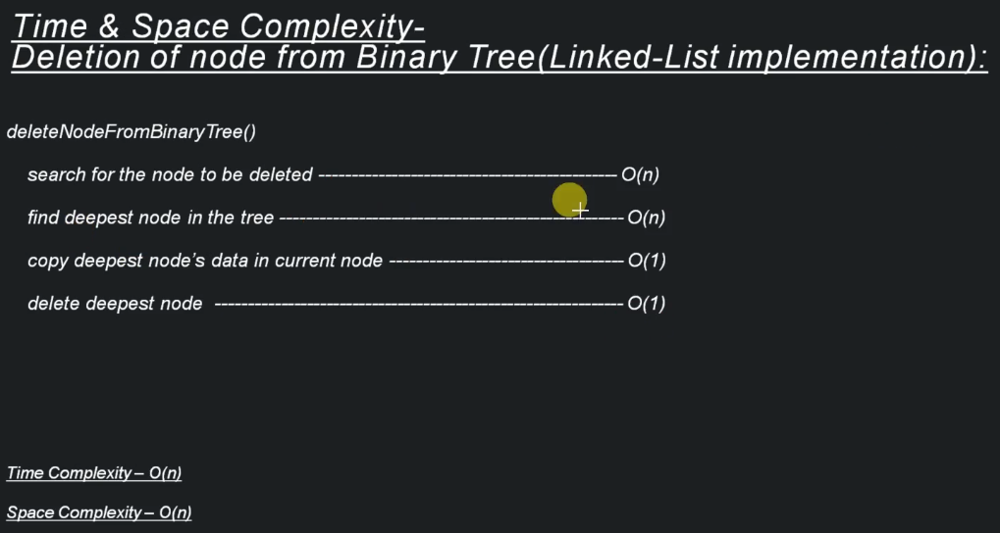 Time & Space Complexity-
Deletion of node from Binary Tree(Linked-List implementation):
deleteNodeFromBinaryTree()
search for the node to be deleted ---------------------------------------------- O(n)
find deepest node in the tree ----------------------------------------------------- O(n)
copy deepest node’s data in current node ------------------------------------ O(1)
delete deepest node --------------------------------------------------------------- O(1)
Time Complexity – O(n)
Space Complexity – O(n)